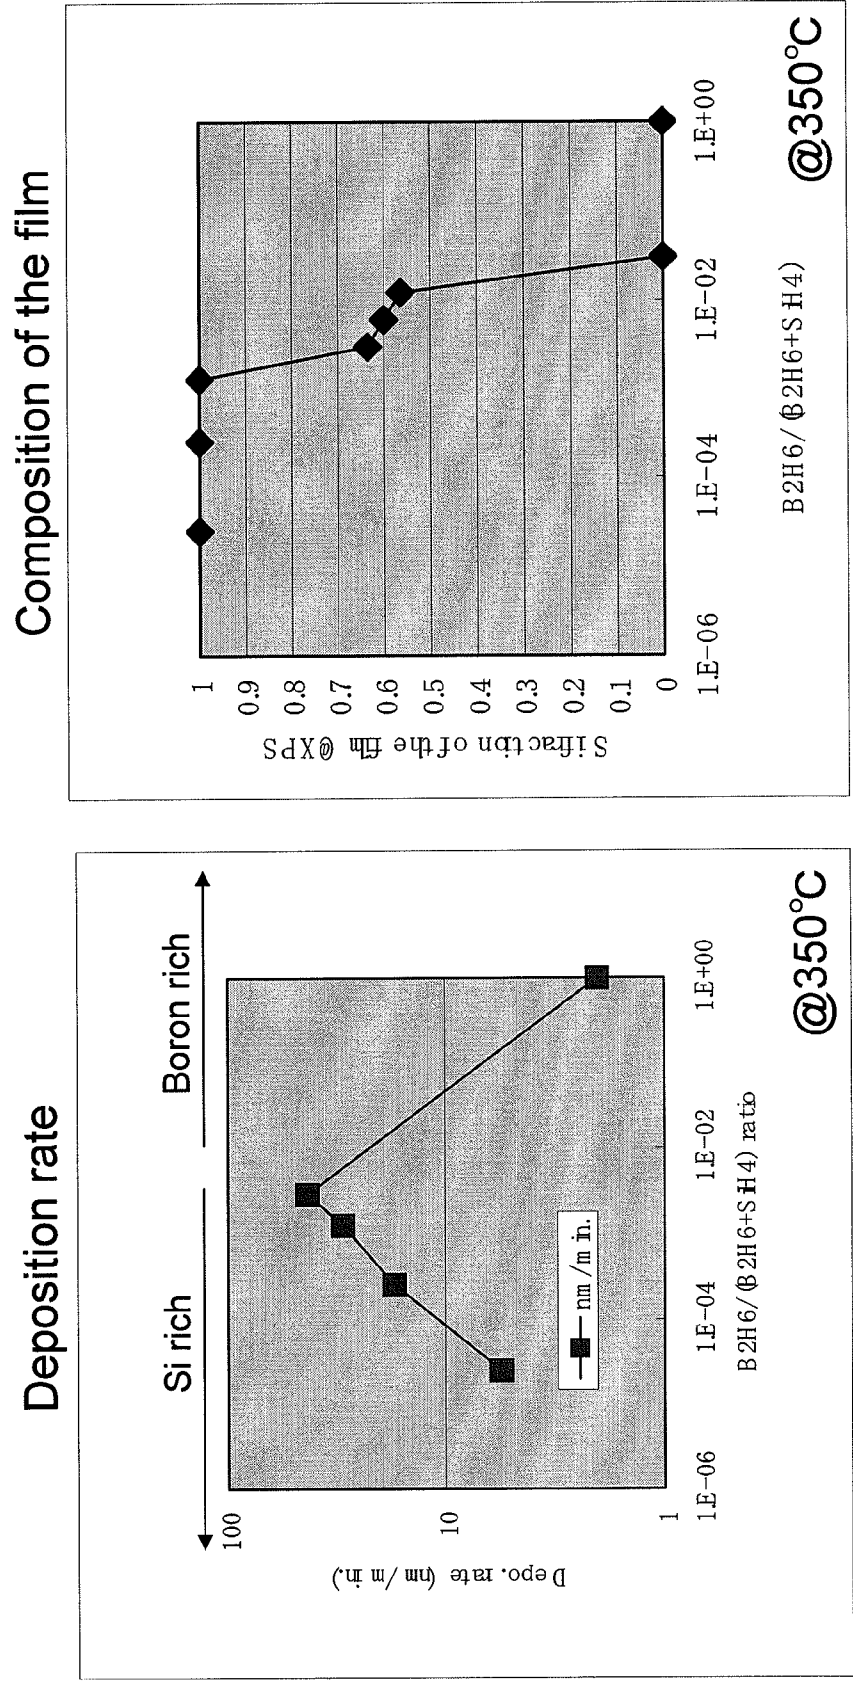 Deposition rate
Si rich
Boron rich
100
10
1
Depo. rate (nm/min.)
nm/min.
1.E-06
1.E-04
1.E-02
1.E+00
B2H6/(B2H6+SiH4) ratio
@350°C
Composition of the film
1
0.9
0.8
0.7
0.6
0.5
0.4
0.3
0.2
0.1
0
Si fraction of the film @XPS
1.E-06
1.E-04
1.E-02
1.E+00
B2H6/(B2H6+SiH4)
@350°C